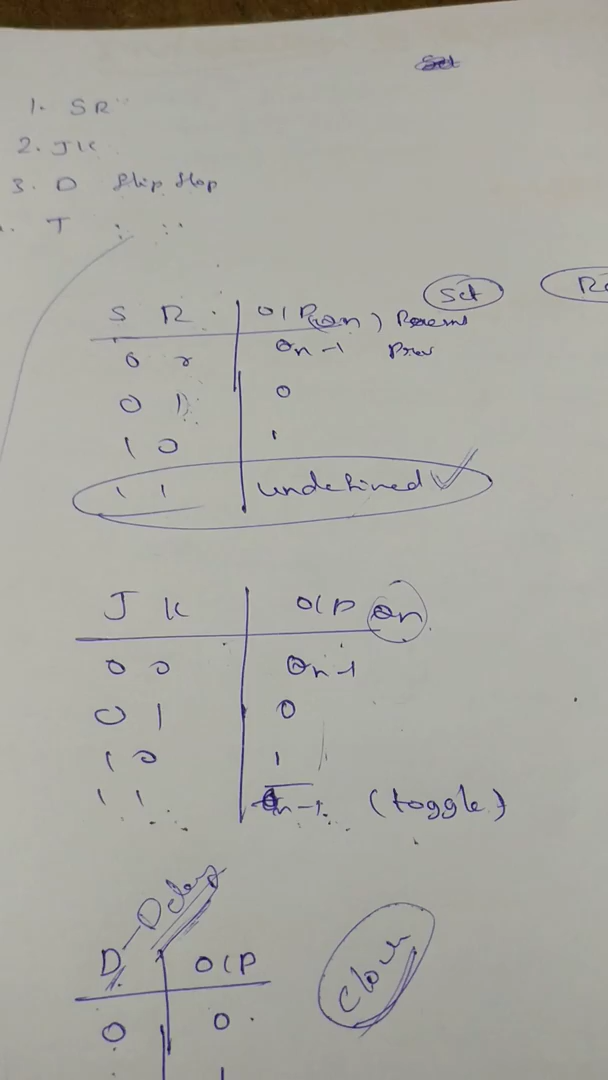 1. SR
2. JK
3. D flip flop
T " "
Set
S R O/P (Qn) Present
0 0 Qn-1 Prev
0 1 0
1 0 1
1 1 undefined ✓
J K O/P Qn
0 0 Qn-1
0 1 0
1 0 1
1 1 Q̅n-1 (toggle)
Delay
D O/P
0 0
1